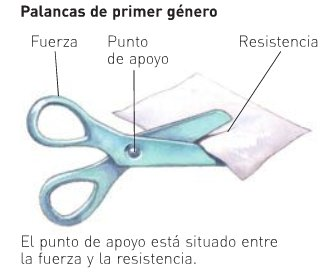 Palancas de primer género
Fuerza
Punto
de apoyo
Resistencia
El punto de apoyo está situado entre
la fuerza y la resistencia.